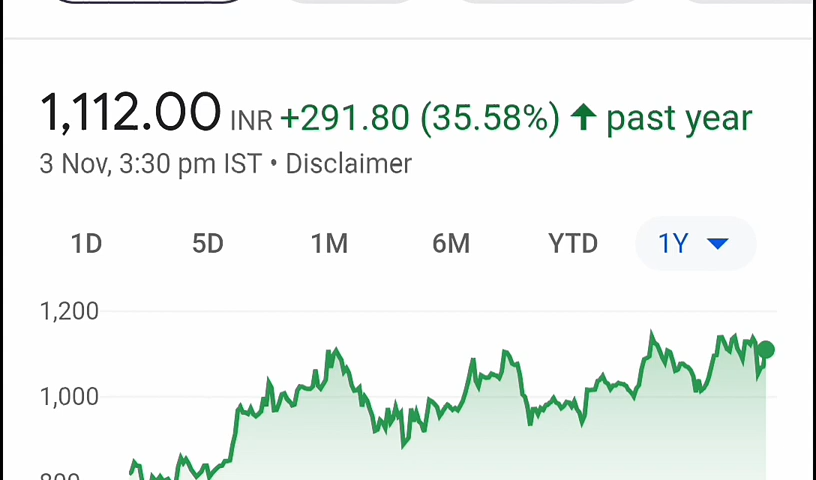 1,112.00 INR +291.80 (35.58%) ↑ past year
3 Nov, 3:30 pm IST • Disclaimer
1D 5D 1M 6M YTD 1Y
1,200
1,000
800